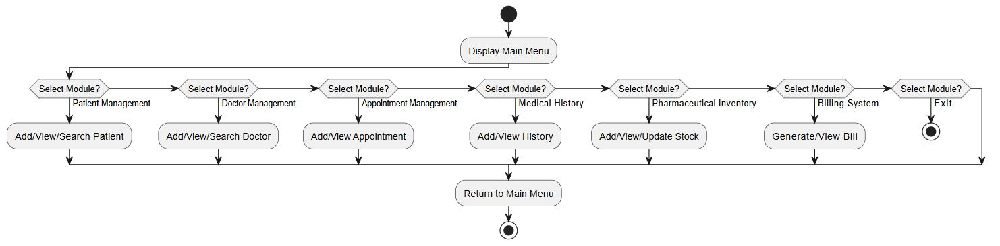 Display Main Menu
Select Module?
Select Module?
Select Module?
Select Module?
Select Module?
Select Module?
Select Module?
Patient Management
Doctor Management
Appointment Management
Medical History
Pharmaceutical Inventory
Billing System
Exit
Add/View/Search Patient
Add/View/Search Doctor
Add/View Appointment
Add/View History
Add/View/Update Stock
Generate/View Bill
Return to Main Menu